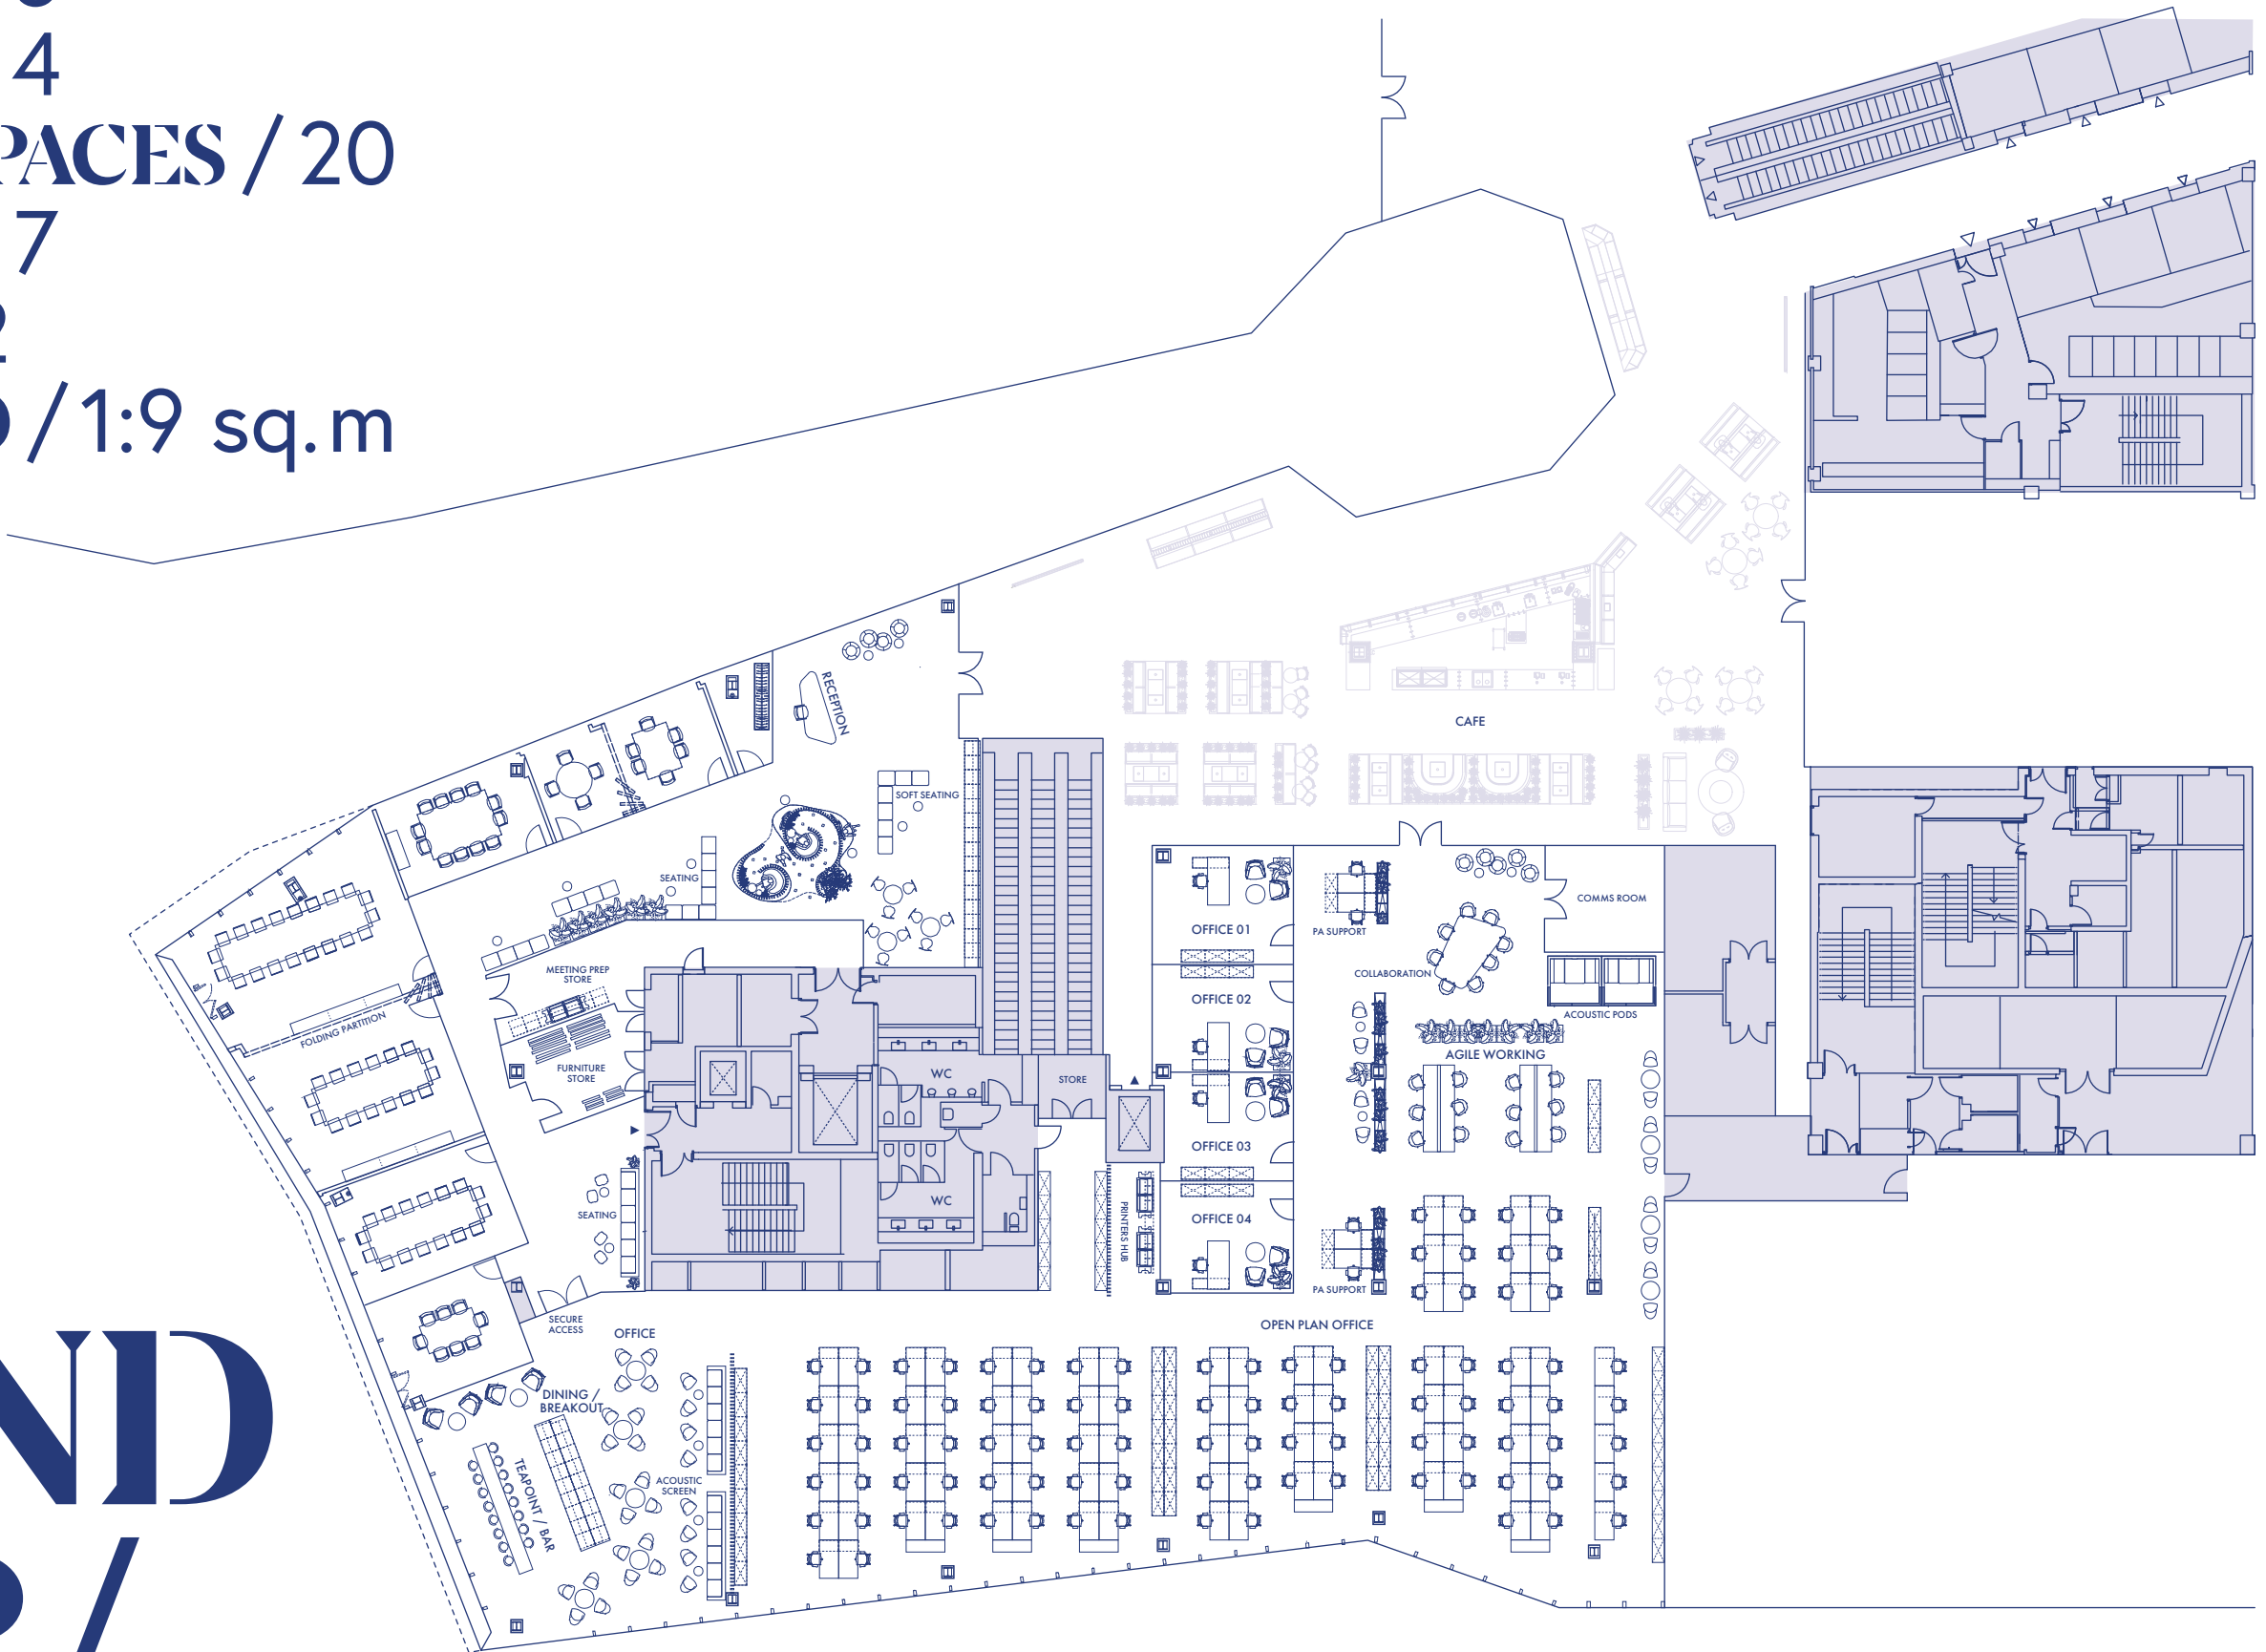 4
PACES / 20
7
2
/ 1:9 sq.m
RECEPTION
CAFE
SOFT SEATING
SEATING
OFFICE 01
PA SUPPORT
COMMS ROOM
MEETING PREP
STORE
COLLABORATION
OFFICE 02
ACOUSTIC PODS
FOLDING PARTITION
AGILE WORKING
FURNITURE
STORE
WC
STORE
OFFICE 03
WC
SEATING
PRINTERS HUB
OFFICE 04
PA SUPPORT
SECURE
ACCESS
OFFICE
OPEN PLAN OFFICE
DINING /
BREAKOUT
TEAPOINT / BAR
ACOUSTIC
SCREEN
ND
/